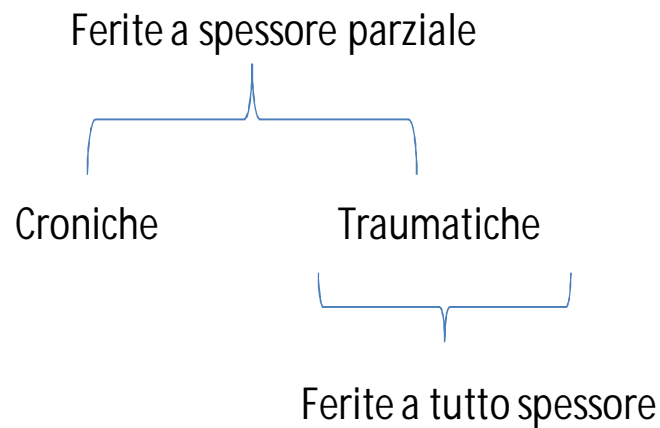 Ferite a spessore parziale
Croniche
Traumatiche
Ferite a tutto spessore